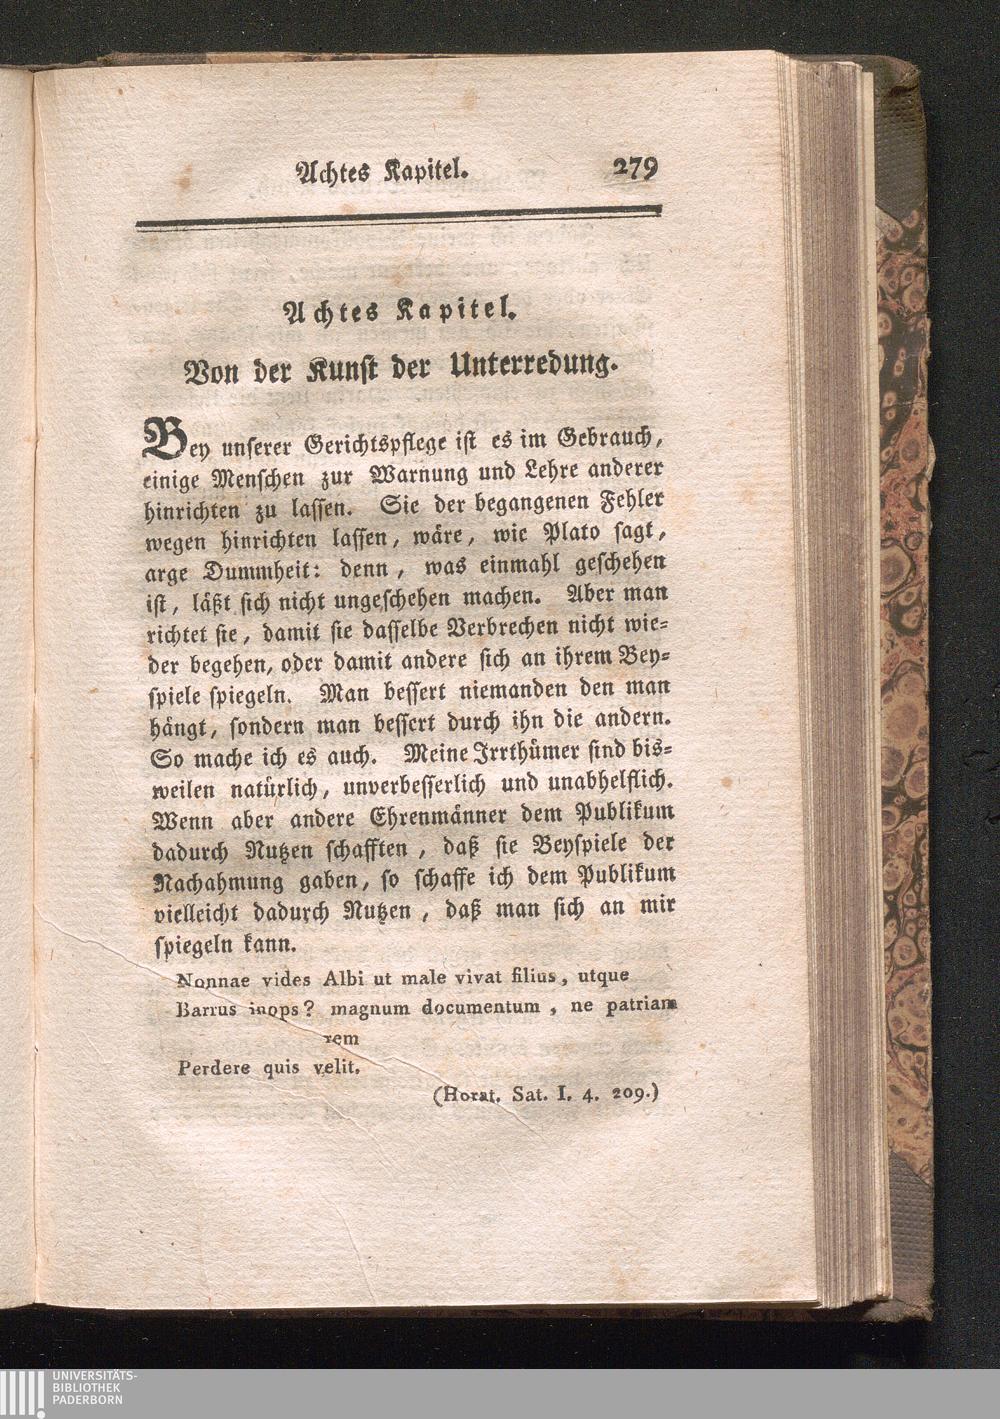 Achtes Kapitel. 279
Achtes Kapitel.
Von der Kunst der Unterredung.
Bey unserer Gerichtspflege ist es im Gebrauch,
einige Menschen zur Warnung und Lehre anderer
hinrichten zu lassen. Sie der begangenen Fehler
wegen hinrichten lassen, wäre, wie Plato sagt,
arge Dummheit: denn, was einmahl geschehen
ist, läßt sich nicht ungeschehen machen. Aber man
richtet sie, damit sie dasselbe Verbrechen nicht wie-
der begehen, oder damit andere sich an ihrem Bey-
spiele spiegeln. Man bessert niemanden den man
hängt, sondern man bessert durch ihn die andern.
So mache ich es auch. Meine Irrthümer sind bis-
weilen natürlich, unverbesserlich und unabhelflich.
Wenn aber andere Ehrenmänner dem Publikum
dadurch Nutzen schafften, daß sie Beyspiele der
Nachahmung gaben, so schaffe ich dem Publikum
vielleicht dadurch Nutzen, daß man sich an mir
spiegeln kann.
Nonnae vides Albi ut male vivat filius, utque
Barrus inops? magnum documentum, ne patriam
rem
Perdere quis velit.
(Horat. Sat. I. 4. 209.)
UNIVERSITÄTS-
BIBLIOTHEK
PADERBORN